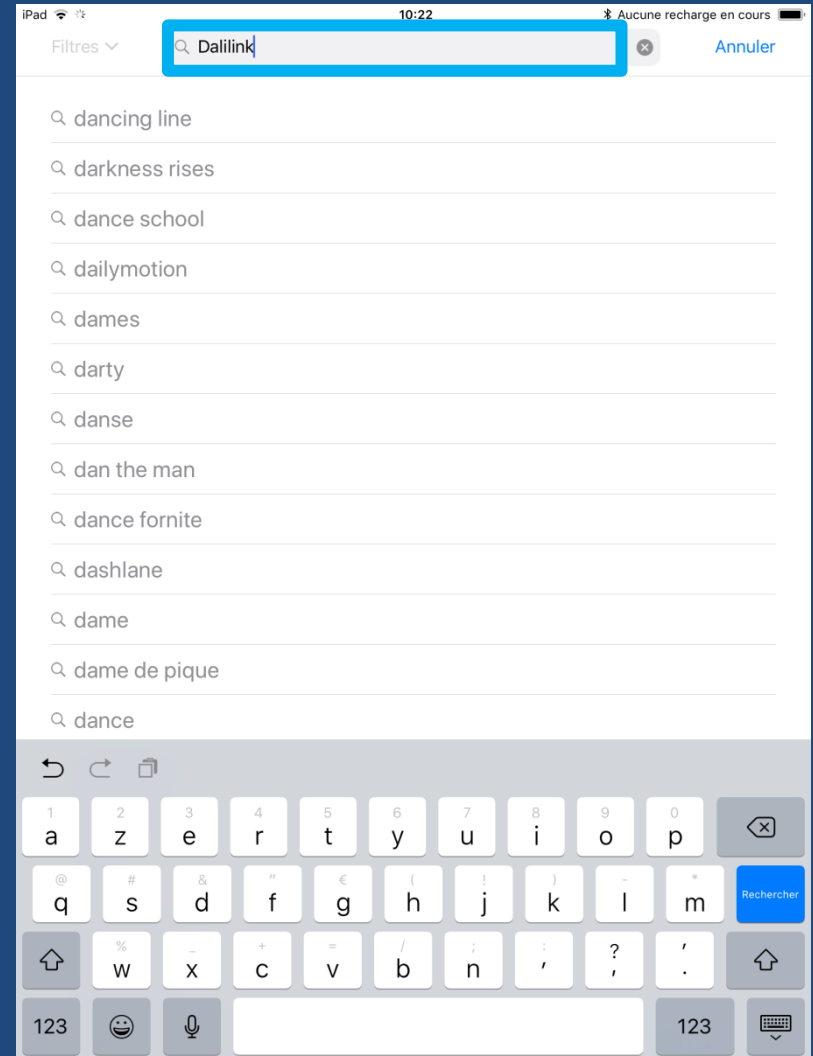 iPad 10:22 Aucune recharge en cours
Filtres Dalilink Annuler
dancing line
darkness rises
dance school
dailymotion
dames
darty
danse
dan the man
dance fornite
dashlane
dame
dame de pique
dance
1 2 3 4 5 6 7 8 9 0
a z e r t y u i o p
@ # & " € ( ! ) - *
q s d f g h j k l m Rechercher
% _ + = / ; : ? '
w x c v b n ' , .
123 123